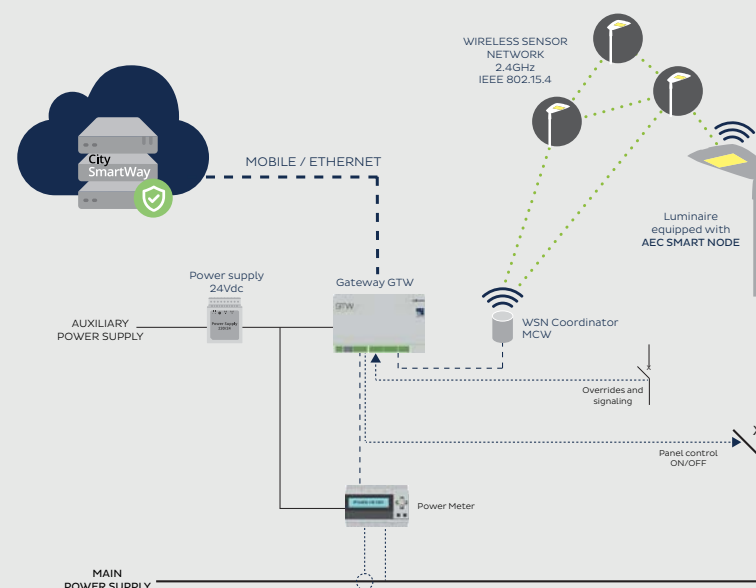 WIRELESS SENSOR
NETWORK
2.4GHz
IEEE 802.15.4
City
SmartWay
MOBILE / ETHERNET
Luminaire
equipped with
AEC SMART NODE
Power supply
24Vdc
Gateway GTW
GTW
AUXILIARY
POWER SUPPLY
Power Supply
WSN Coordinator
MCW
Overrides and
signaling
Panel control
ON/OFF
Power Meter
MAIN
POWER SUPPLY